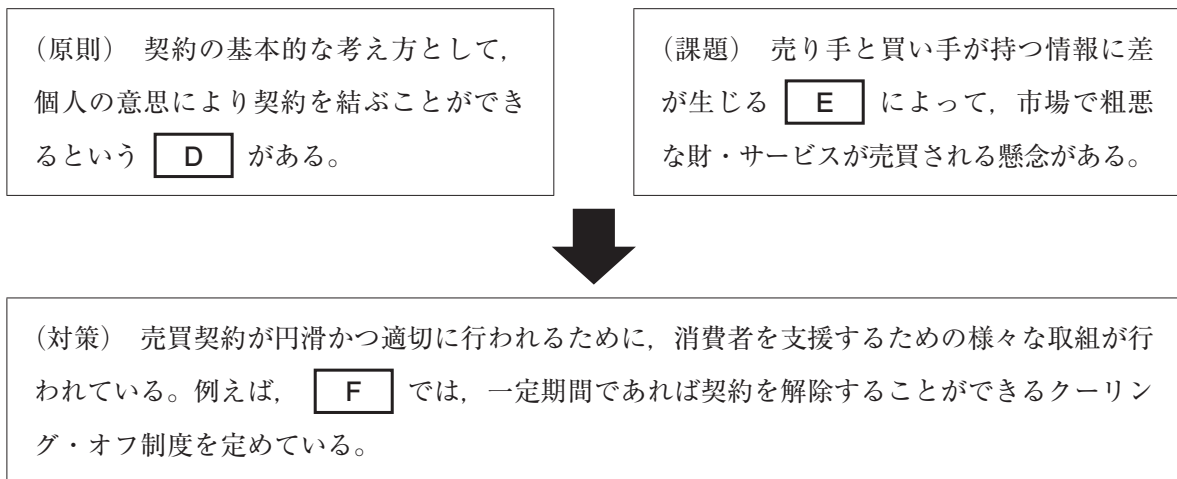 (原則) 契約の基本的な考え方として,
個人の意思により契約を結ぶことができ
るという D がある。
(課題) 売り手と買い手が持つ情報に差
が生じる E によって,市場で粗悪
な財・サービスが売買される懸念がある。
(対策) 売買契約が円滑かつ適切に行われるために,消費者を支援するための様々な取組が行
われている。例えば, F では,一定期間であれば契約を解除することができるクーリン
グ・オフ制度を定めている。